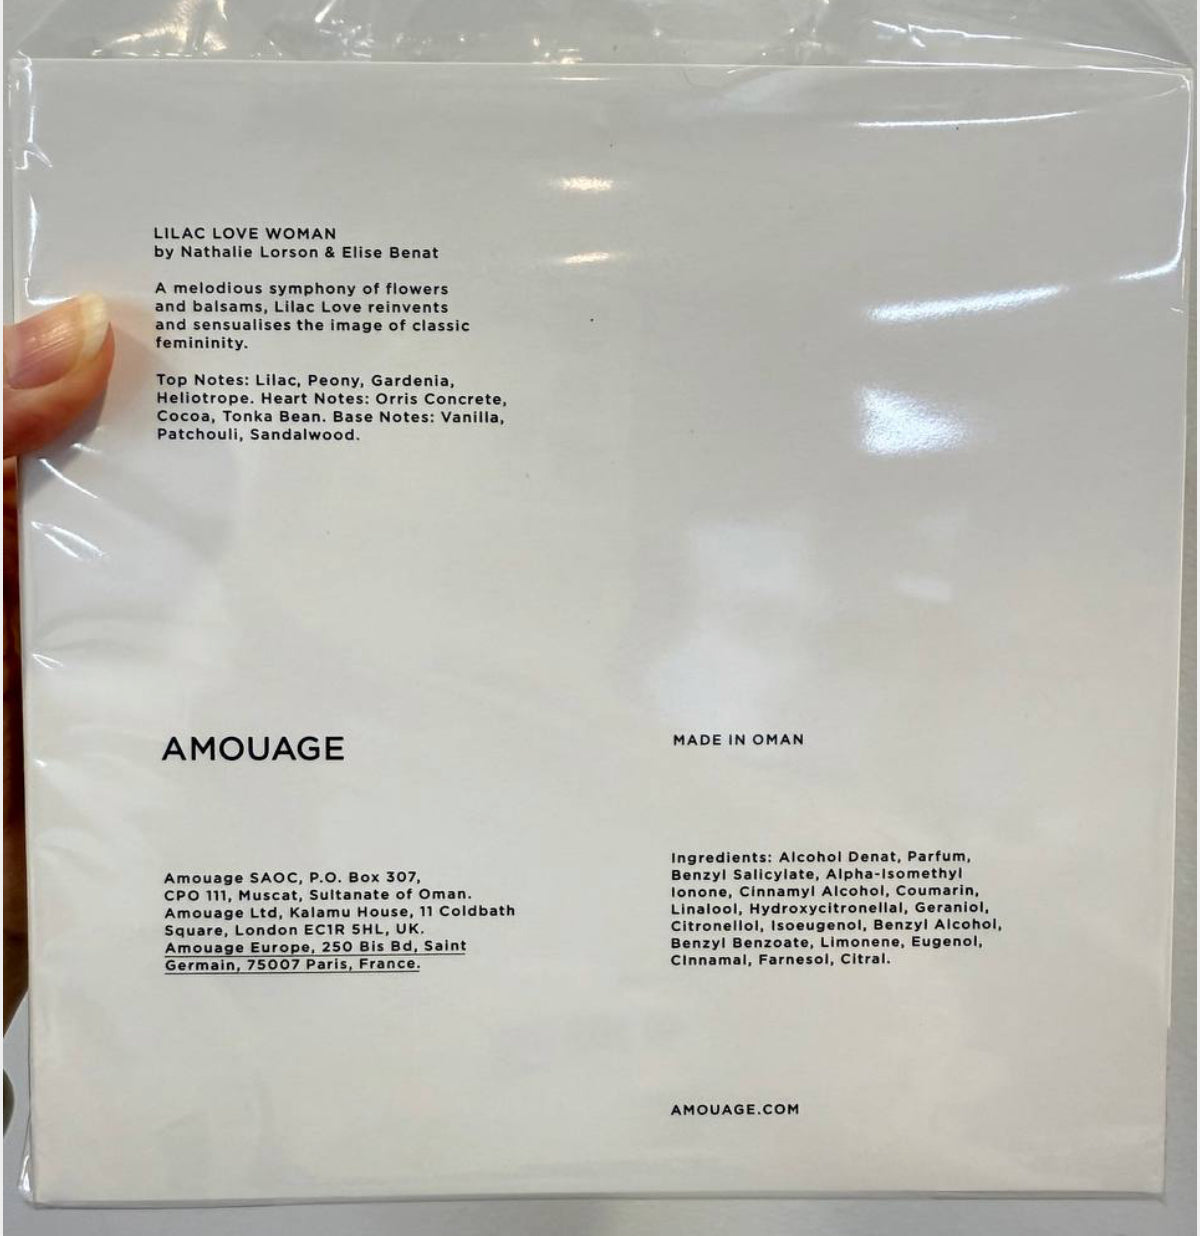 LILAC LOVE WOMAN
by Nathalie Lorson & Elise Benat
A melodious symphony of flowers
and balsams, Lilac Love reinvents
and sensualises the image of classic
femininity.
Top Notes: Lilac, Peony, Gardenia,
Heliotrope. Heart Notes: Orris Concrete,
Cocoa, Tonka Bean. Base Notes: Vanilla,
Patchouli, Sandalwood.
AMOUAGE
MADE IN OMAN
Amouage SAOC, P.O. Box 307,
CPO 111, Muscat, Sultanate of Oman.
Amouage Ltd, Kalamu House, 11 Coldbath
Square, London EC1R 5HL, UK.
Amouage Europe, 250 Bis Bd, Saint
Germain, 75007 Paris, France.
Ingredients: Alcohol Denat, Parfum,
Benzyl Salicylate, Alpha-Isomethyl
Ionone, Cinnamyl Alcohol, Coumarin,
Linalool, Hydroxycitronellal, Geraniol,
Citronellol, Isoeugenol, Benzyl Alcohol,
Benzyl Benzoate, Limonene, Eugenol,
CInnamal, Farnesol, Citral.
AMOUAGE.COM